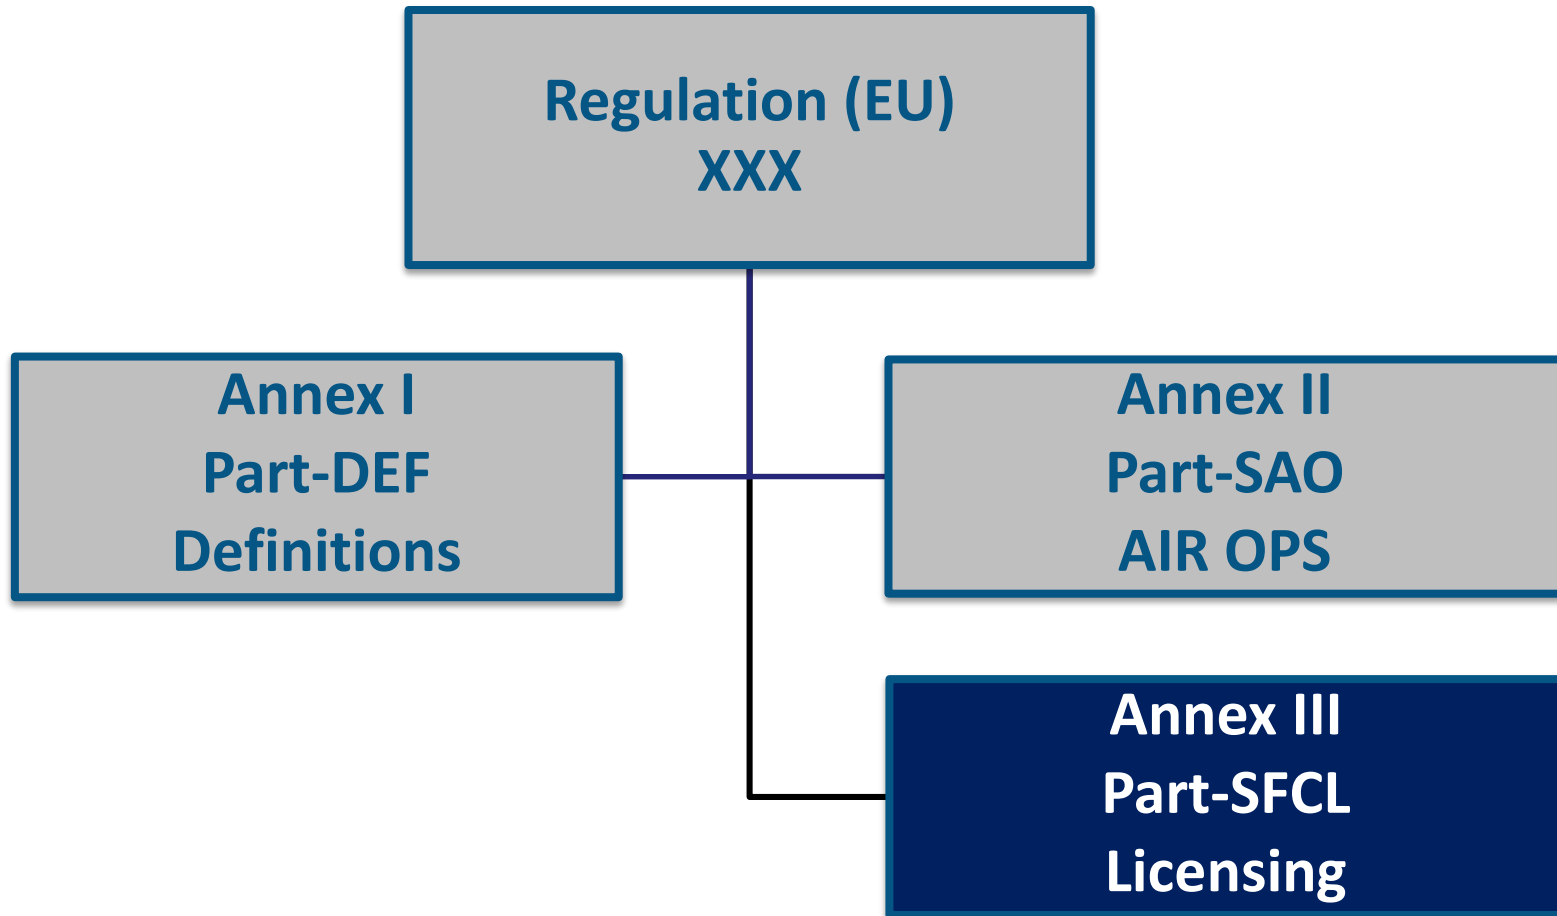 Regulation (EU)
XXX
Annex I
Part-DEF
Definitions
Annex II
Part-SAO
AIR OPS
Annex III
Part-SFCL
Licensing